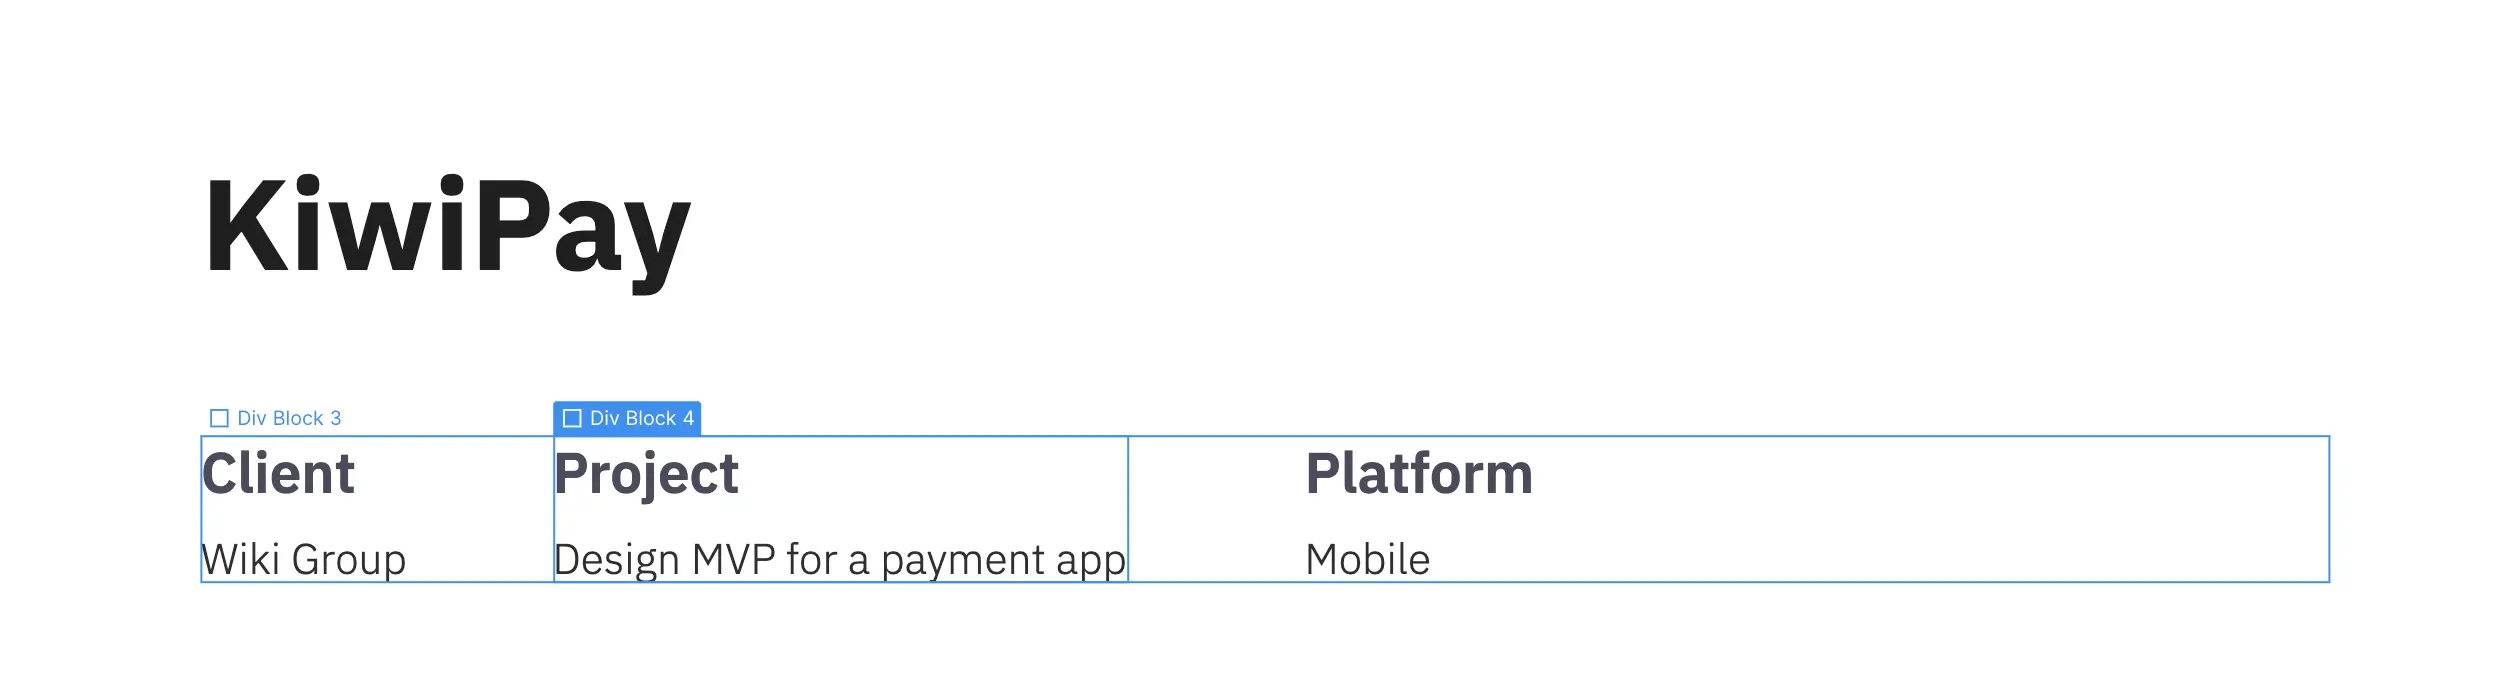 KiwiPay
Div Block 3
Div Block 4
Client
Project
Platform
Wiki Group
Design MVP for a payment app
Mobile